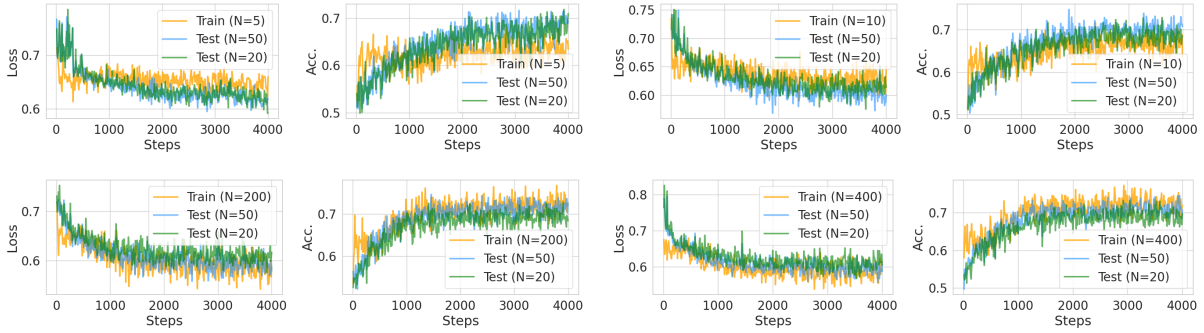 Loss
0.7
0.6
Train (N=5)
Test (N=50)
Test (N=20)
0 1000 2000 3000 4000
Steps
Acc.
0.7
0.6
0.5
Train (N=5)
Test (N=50)
Test (N=20)
0 1000 2000 3000 4000
Steps
Loss
0.75
0.70
0.65
0.60
Train (N=10)
Test (N=50)
Test (N=20)
0 1000 2000 3000 4000
Steps
Acc.
0.7
0.6
0.5
Train (N=10)
Test (N=50)
Test (N=20)
0 1000 2000 3000 4000
Steps
Loss
0.7
0.6
Train (N=200)
Test (N=50)
Test (N=20)
0 1000 2000 3000 4000
Steps
Acc.
0.7
0.6
Train (N=200)
Test (N=50)
Test (N=20)
0 1000 2000 3000 4000
Steps
Loss
0.8
0.7
0.6
Train (N=400)
Test (N=50)
Test (N=20)
0 1000 2000 3000 4000
Steps
Acc.
0.7
0.6
0.5
Train (N=400)
Test (N=50)
Test (N=20)
0 1000 2000 3000 4000
Steps